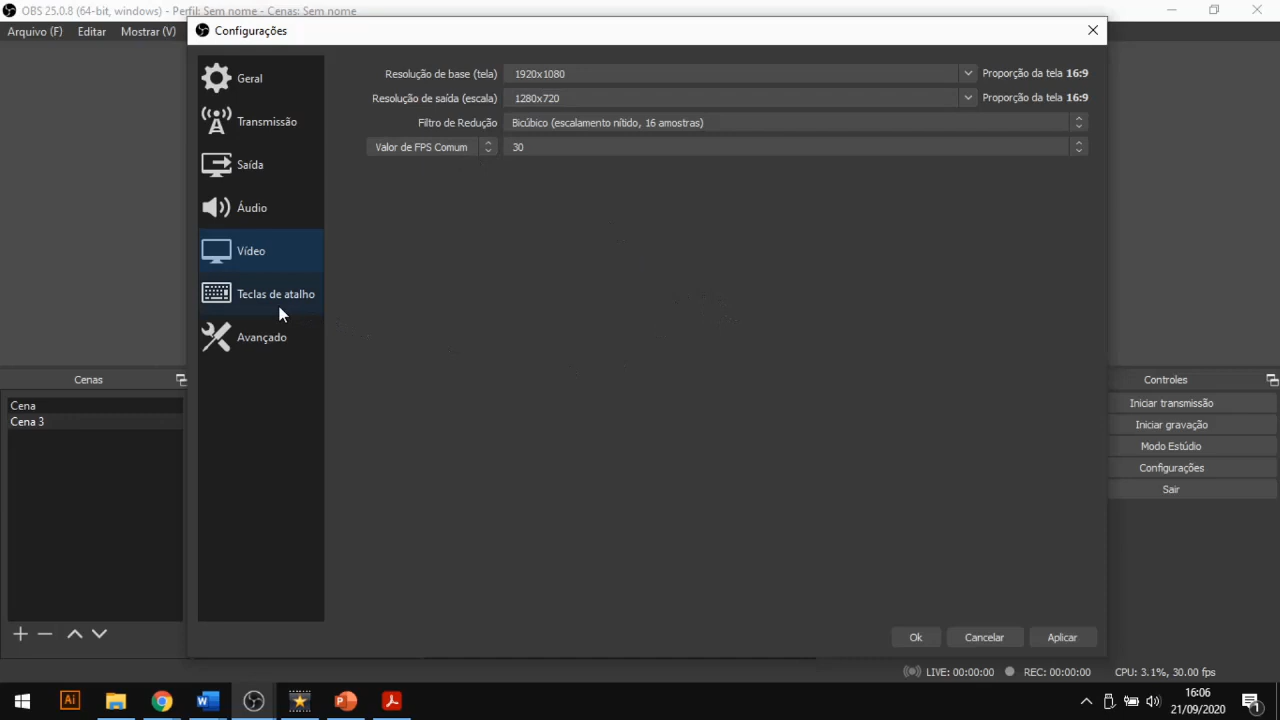 OBS 25.0.8 (64-bit, windows) - Perfil: Sem nome - Cenas: Sem nome
Arquivo (F) Editar Mostrar (V)
Configurações
Geral
Transmissão
Saída
Áudio
Vídeo
Teclas de atalho
Avançado
Resolução de base (tela) 1920x1080 Proporção da tela 16:9
Resolução de saída (escala) 1280x720 Proporção da tela 16:9
Filtro de Redução Bicúbico (escalamento nítido, 16 amostras)
Valor de FPS Comum 30
Cenas
Cena
Cena 3
Controles
Iniciar transmissão
Iniciar gravação
Modo Estúdio
Configurações
Sair
Ok Cancelar Aplicar
LIVE: 00:00:00 REC: 00:00:00 CPU: 3.1%, 30.00 fps
Ai
16:06
21/09/2020
1